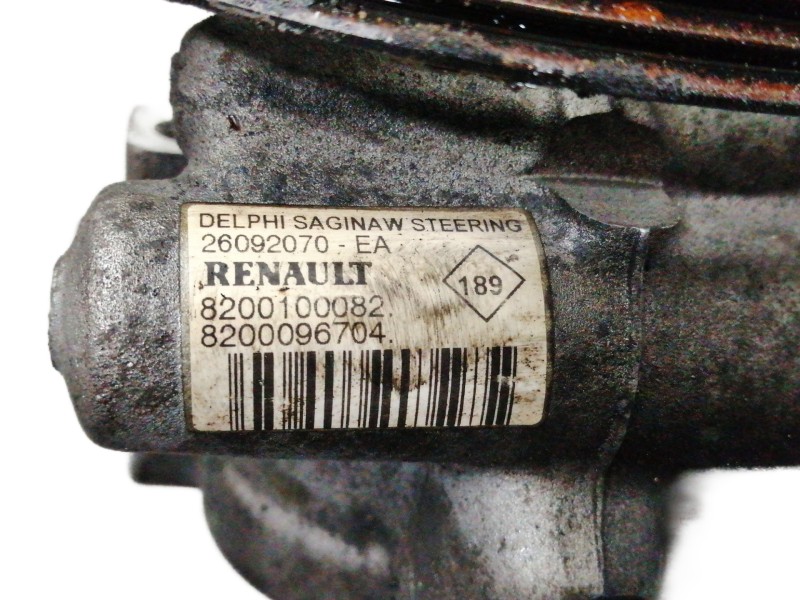 DELPHI SAGINAW STEERING
26092070 - EA
RENAULT
189
8200100082.
8200096704.